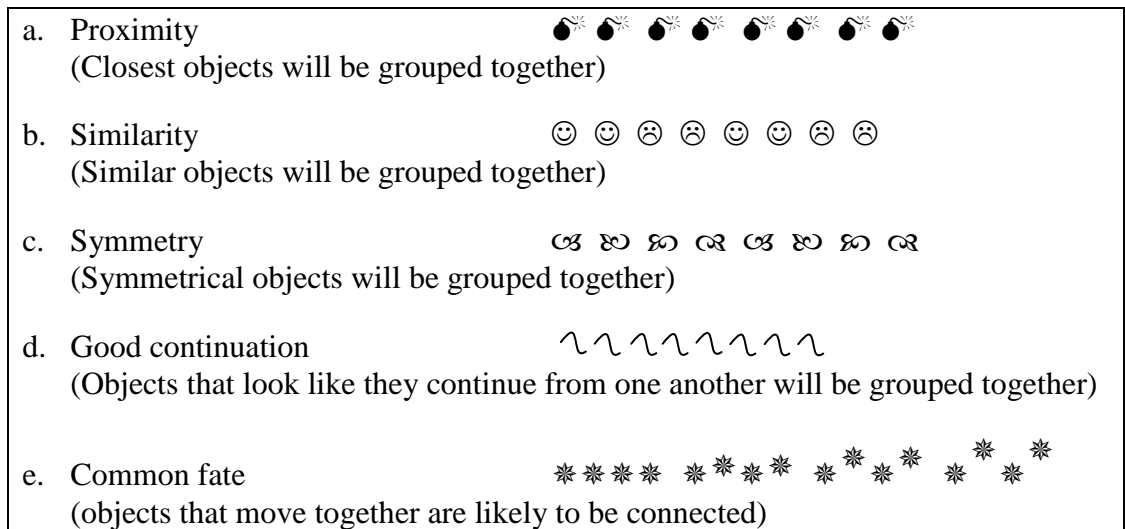 a. Proximity
(Closest objects will be grouped together)
b. Similarity
(Similar objects will be grouped together)
c. Symmetry
(Symmetrical objects will be grouped together)
d. Good continuation
(Objects that look like they continue from one another will be grouped together)
e. Common fate
(objects that move together are likely to be connected)